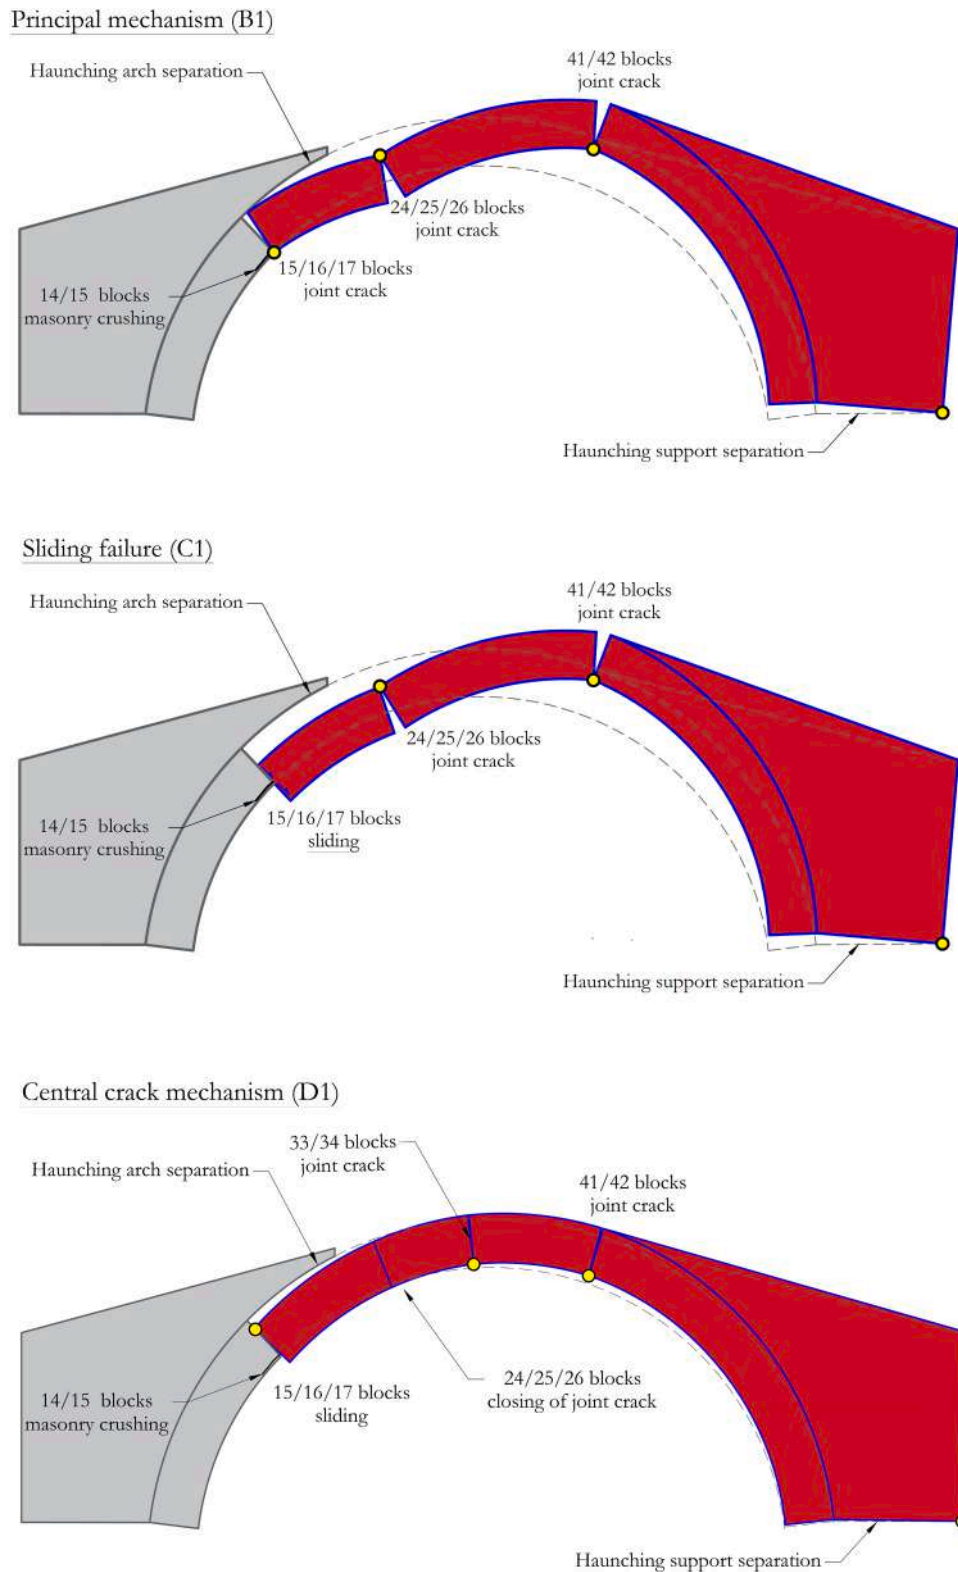 Principal mechanism (B1)
Haunching arch separation
41/42 blocks
joint crack
24/25/26 blocks
joint crack
15/16/17 blocks
joint crack
14/15 blocks
masonry crushing
Haunching support separation
Sliding failure (C1)
Haunching arch separation
41/42 blocks
joint crack
24/25/26 blocks
joint crack
15/16/17 blocks
sliding
14/15 blocks
masonry crushing
Haunching support separation
Central crack mechanism (D1)
33/34 blocks
joint crack
Haunching arch separation
41/42 blocks
joint crack
24/25/26 blocks
closing of joint crack
15/16/17 blocks
sliding
14/15 blocks
masonry crushing
Haunching support separation